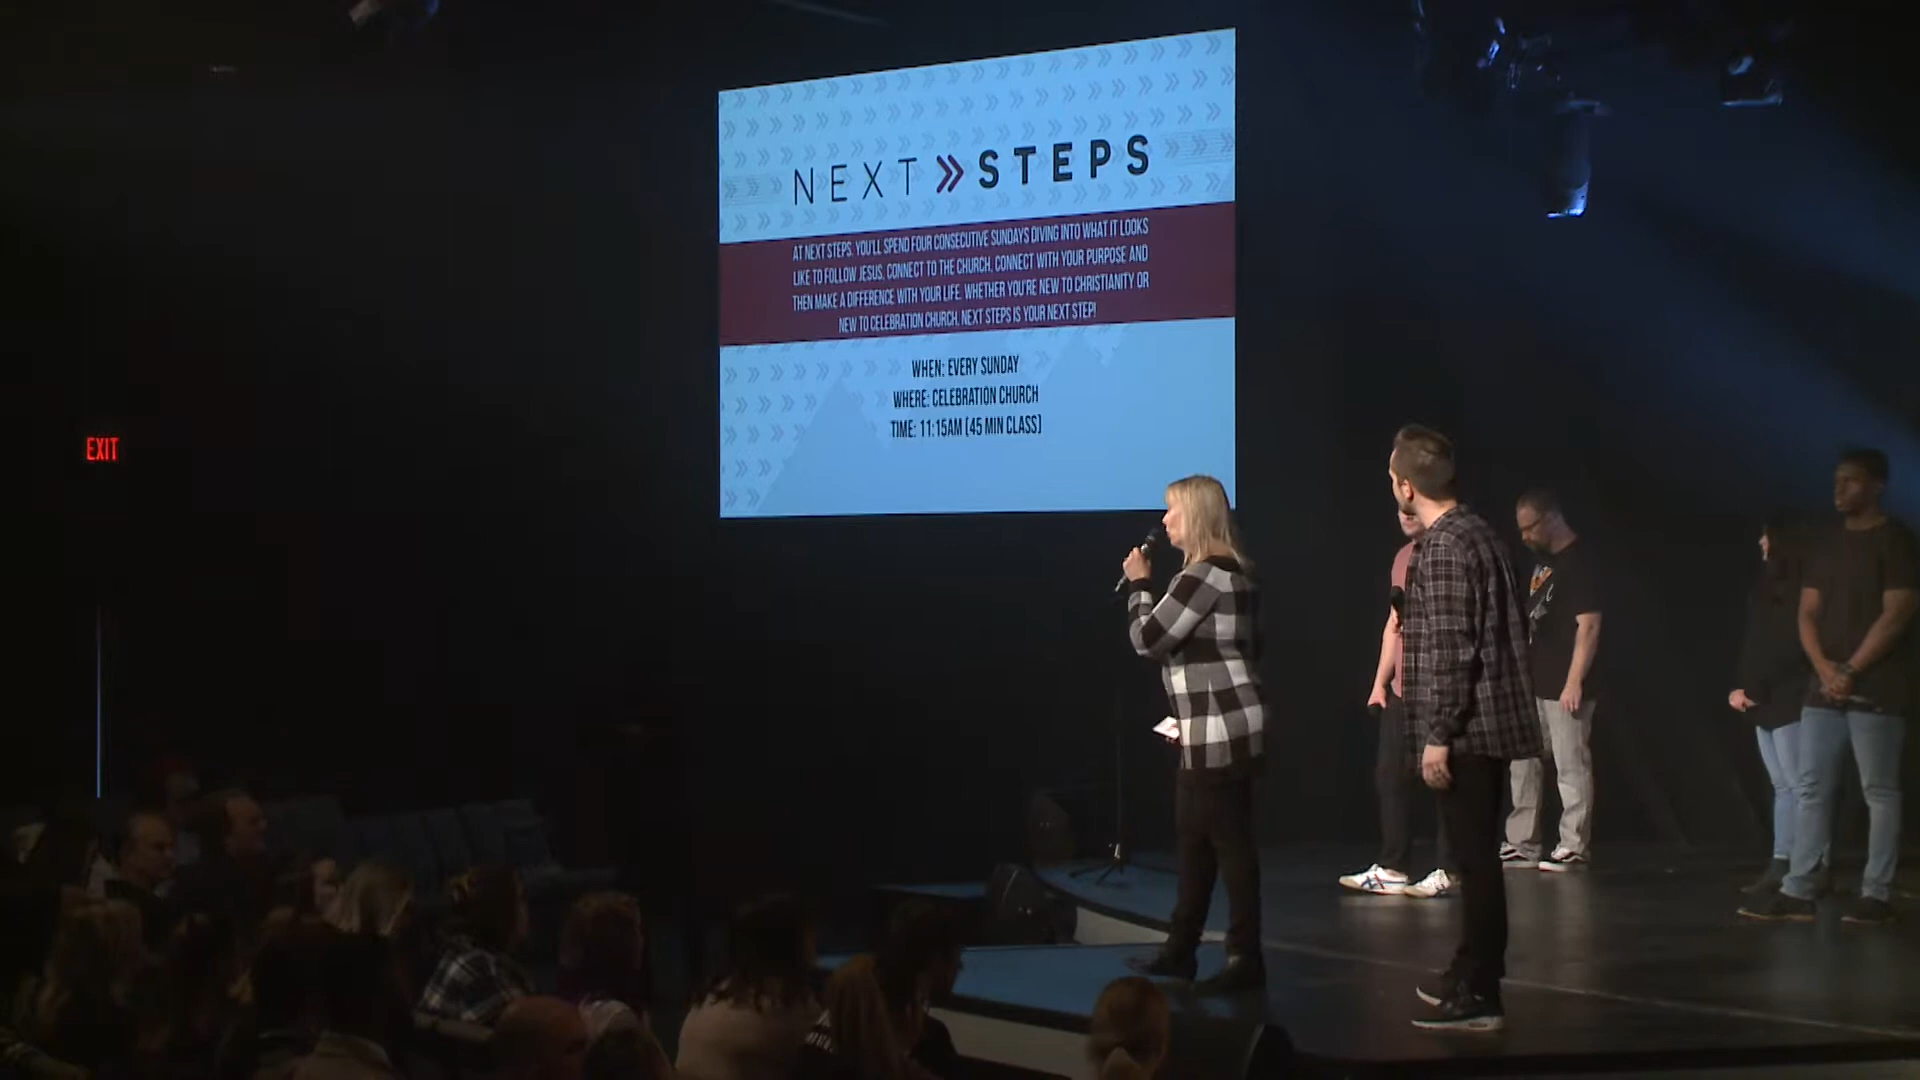 NEXT STEPS
AT NEXT STEPS, YOU'LL SPEND FOUR CONSECUTIVE SUNDAYS DIVING INTO WHAT IT LOOKS
LIKE TO FOLLOW JESUS, CONNECT TO THE CHURCH, CONNECT WITH YOUR PURPOSE AND
THEN MAKE A DIFFERENCE WITH YOUR LIFE. WHETHER YOU'RE NEW TO CHRISTIANITY OR
NEW TO CELEBRATION CHURCH, NEXT STEPS IS YOUR NEXT STEP!
WHEN: EVERY SUNDAY
WHERE: CELEBRATION CHURCH
TIME: 11:15AM (45 MIN CLASS)
EXIT